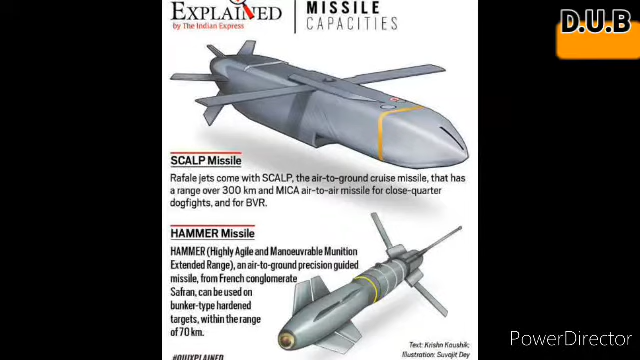 EXPLAINED
by The Indian Express
MISSILE
CAPACITIES
D.U.B
SCALP Missile
Rafale jets come with SCALP, the air-to-ground cruise missile, that has
a range over 300 km and MICA air-to-air missile for close-quarter
dogfights, and for BVR.
HAMMER Missile
HAMMER (Highly Agile and Manoeuvrable Munition
Extended Range), an air-to-ground precision guided
missile, from French conglomerate
Safran, can be used on
bunker-type hardened
targets, within the range
of 70 km.
Text: Krishn Kaushik;
Illustration: Suvajit Dey
PowerDirector